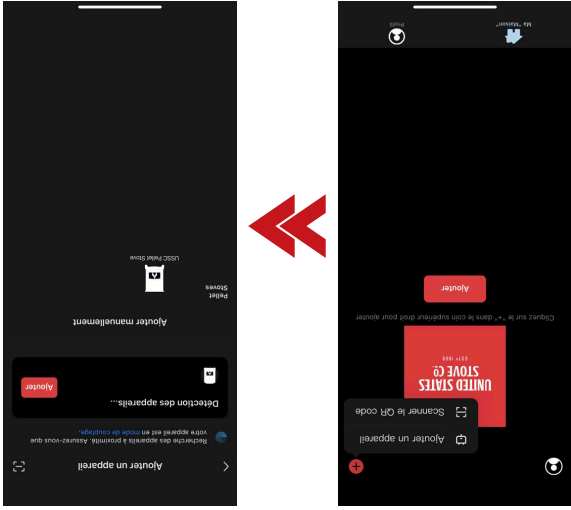 Ajouter un appareil
Scanner le QR code
UNITED STATES
STOVE CO.
ESTD 1869
Cliquez sur le "+" dans le coin supérieur droit pour ajouter
Ajouter
Ma "Maison"
Profil
Ajouter un appareil
Recherche des appareils à proximité. Assurez-vous que
votre appareil est en mode de couplage.
Détection des appareils...
Ajouter
Ajouter manuellement
Pellet
Stoves
USSC Pellet Stove